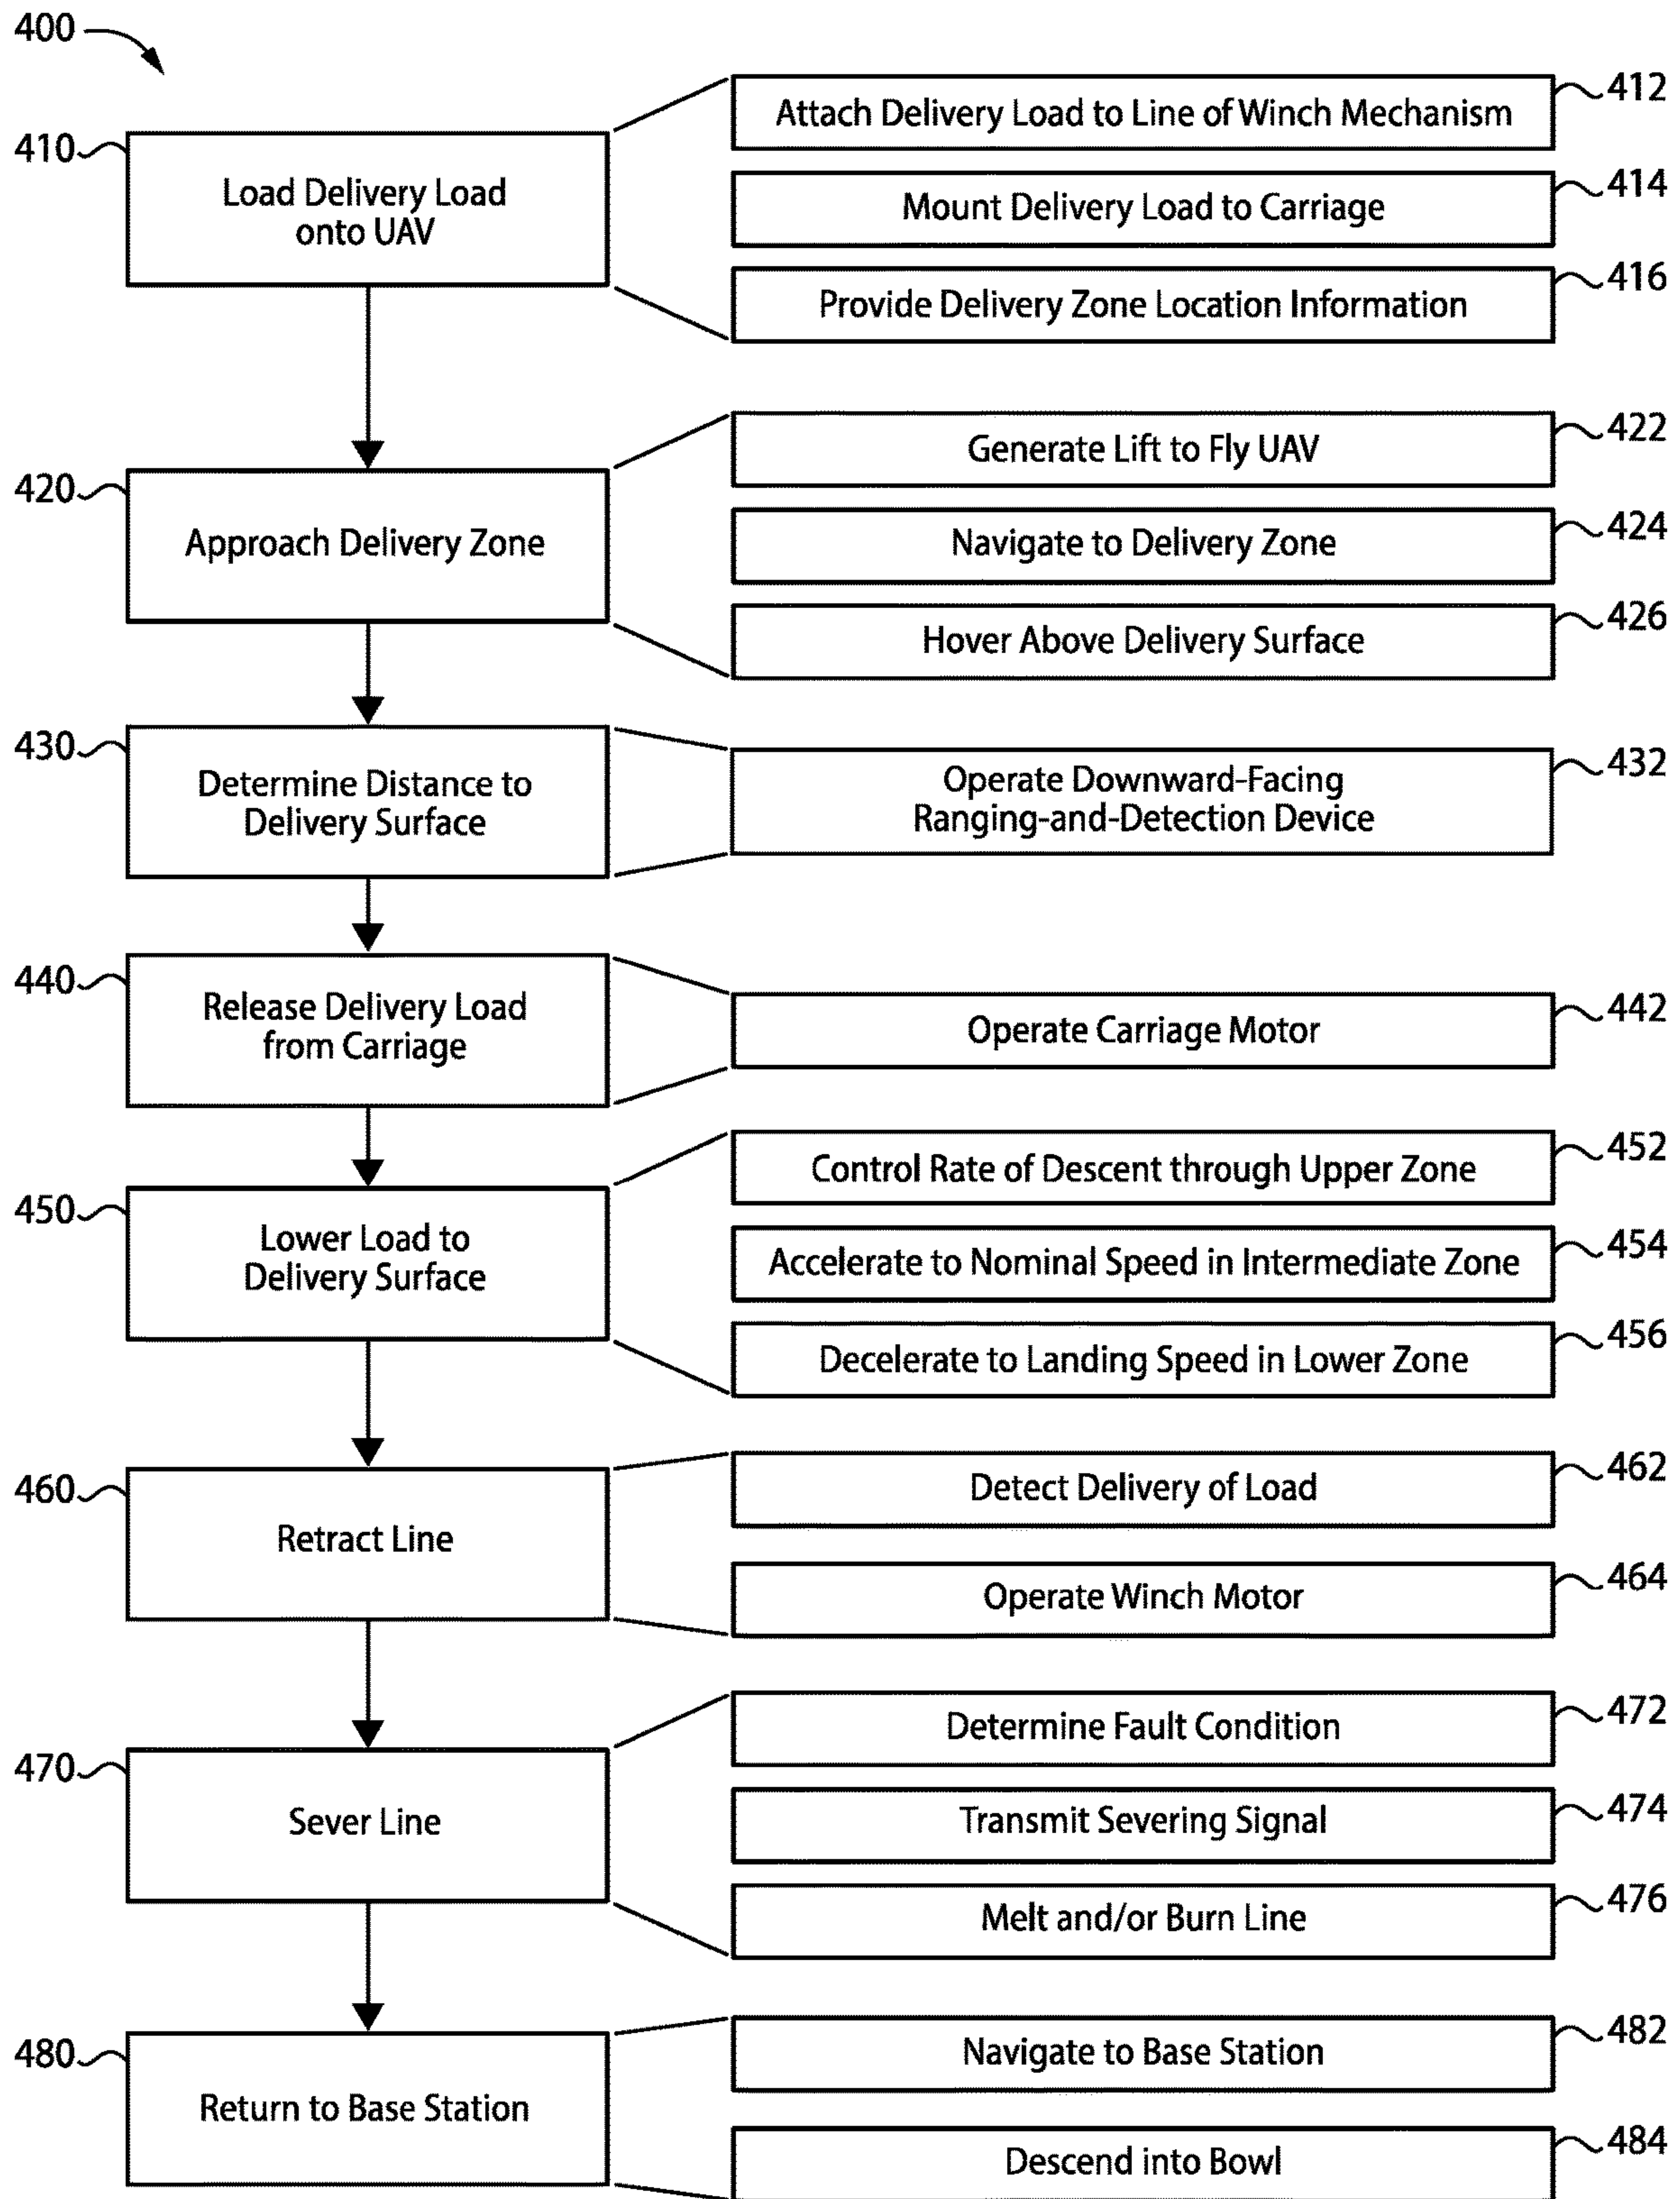 400
410
Load Delivery Load
onto UAV
412
Attach Delivery Load to Line of Winch Mechanism
414
Mount Delivery Load to Carriage
416
Provide Delivery Zone Location Information
420
Approach Delivery Zone
422
Generate Lift to Fly UAV
424
Navigate to Delivery Zone
426
Hover Above Delivery Surface
430
Determine Distance to
Delivery Surface
432
Operate Downward-Facing
Ranging-and-Detection Device
440
Release Delivery Load
from Carriage
442
Operate Carriage Motor
450
Lower Load to
Delivery Surface
452
Control Rate of Descent through Upper Zone
454
Accelerate to Nominal Speed in Intermediate Zone
456
Decelerate to Landing Speed in Lower Zone
460
Retract Line
462
Detect Delivery of Load
464
Operate Winch Motor
470
Sever Line
472
Determine Fault Condition
474
Transmit Severing Signal
476
Melt and/or Burn Line
480
Return to Base Station
482
Navigate to Base Station
484
Descend into Bowl